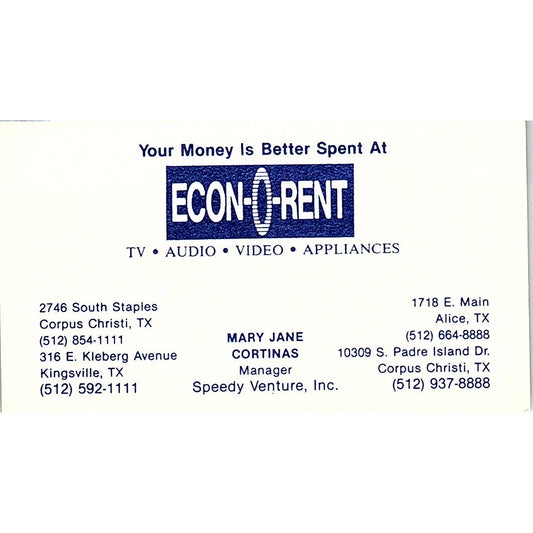 Your Money Is Better Spent At
ECON-O-RENT
TV • AUDIO • VIDEO • APPLIANCES
2746 South Staples
Corpus Christi, TX
(512) 854-1111
316 E. Kleberg Avenue
Kingsville, TX
(512) 592-1111
MARY JANE
CORTINAS
Manager
Speedy Venture, Inc.
1718 E. Main
Alice, TX
(512) 664-8888
10309 S. Padre Island Dr.
Corpus Christi, TX
(512) 937-8888